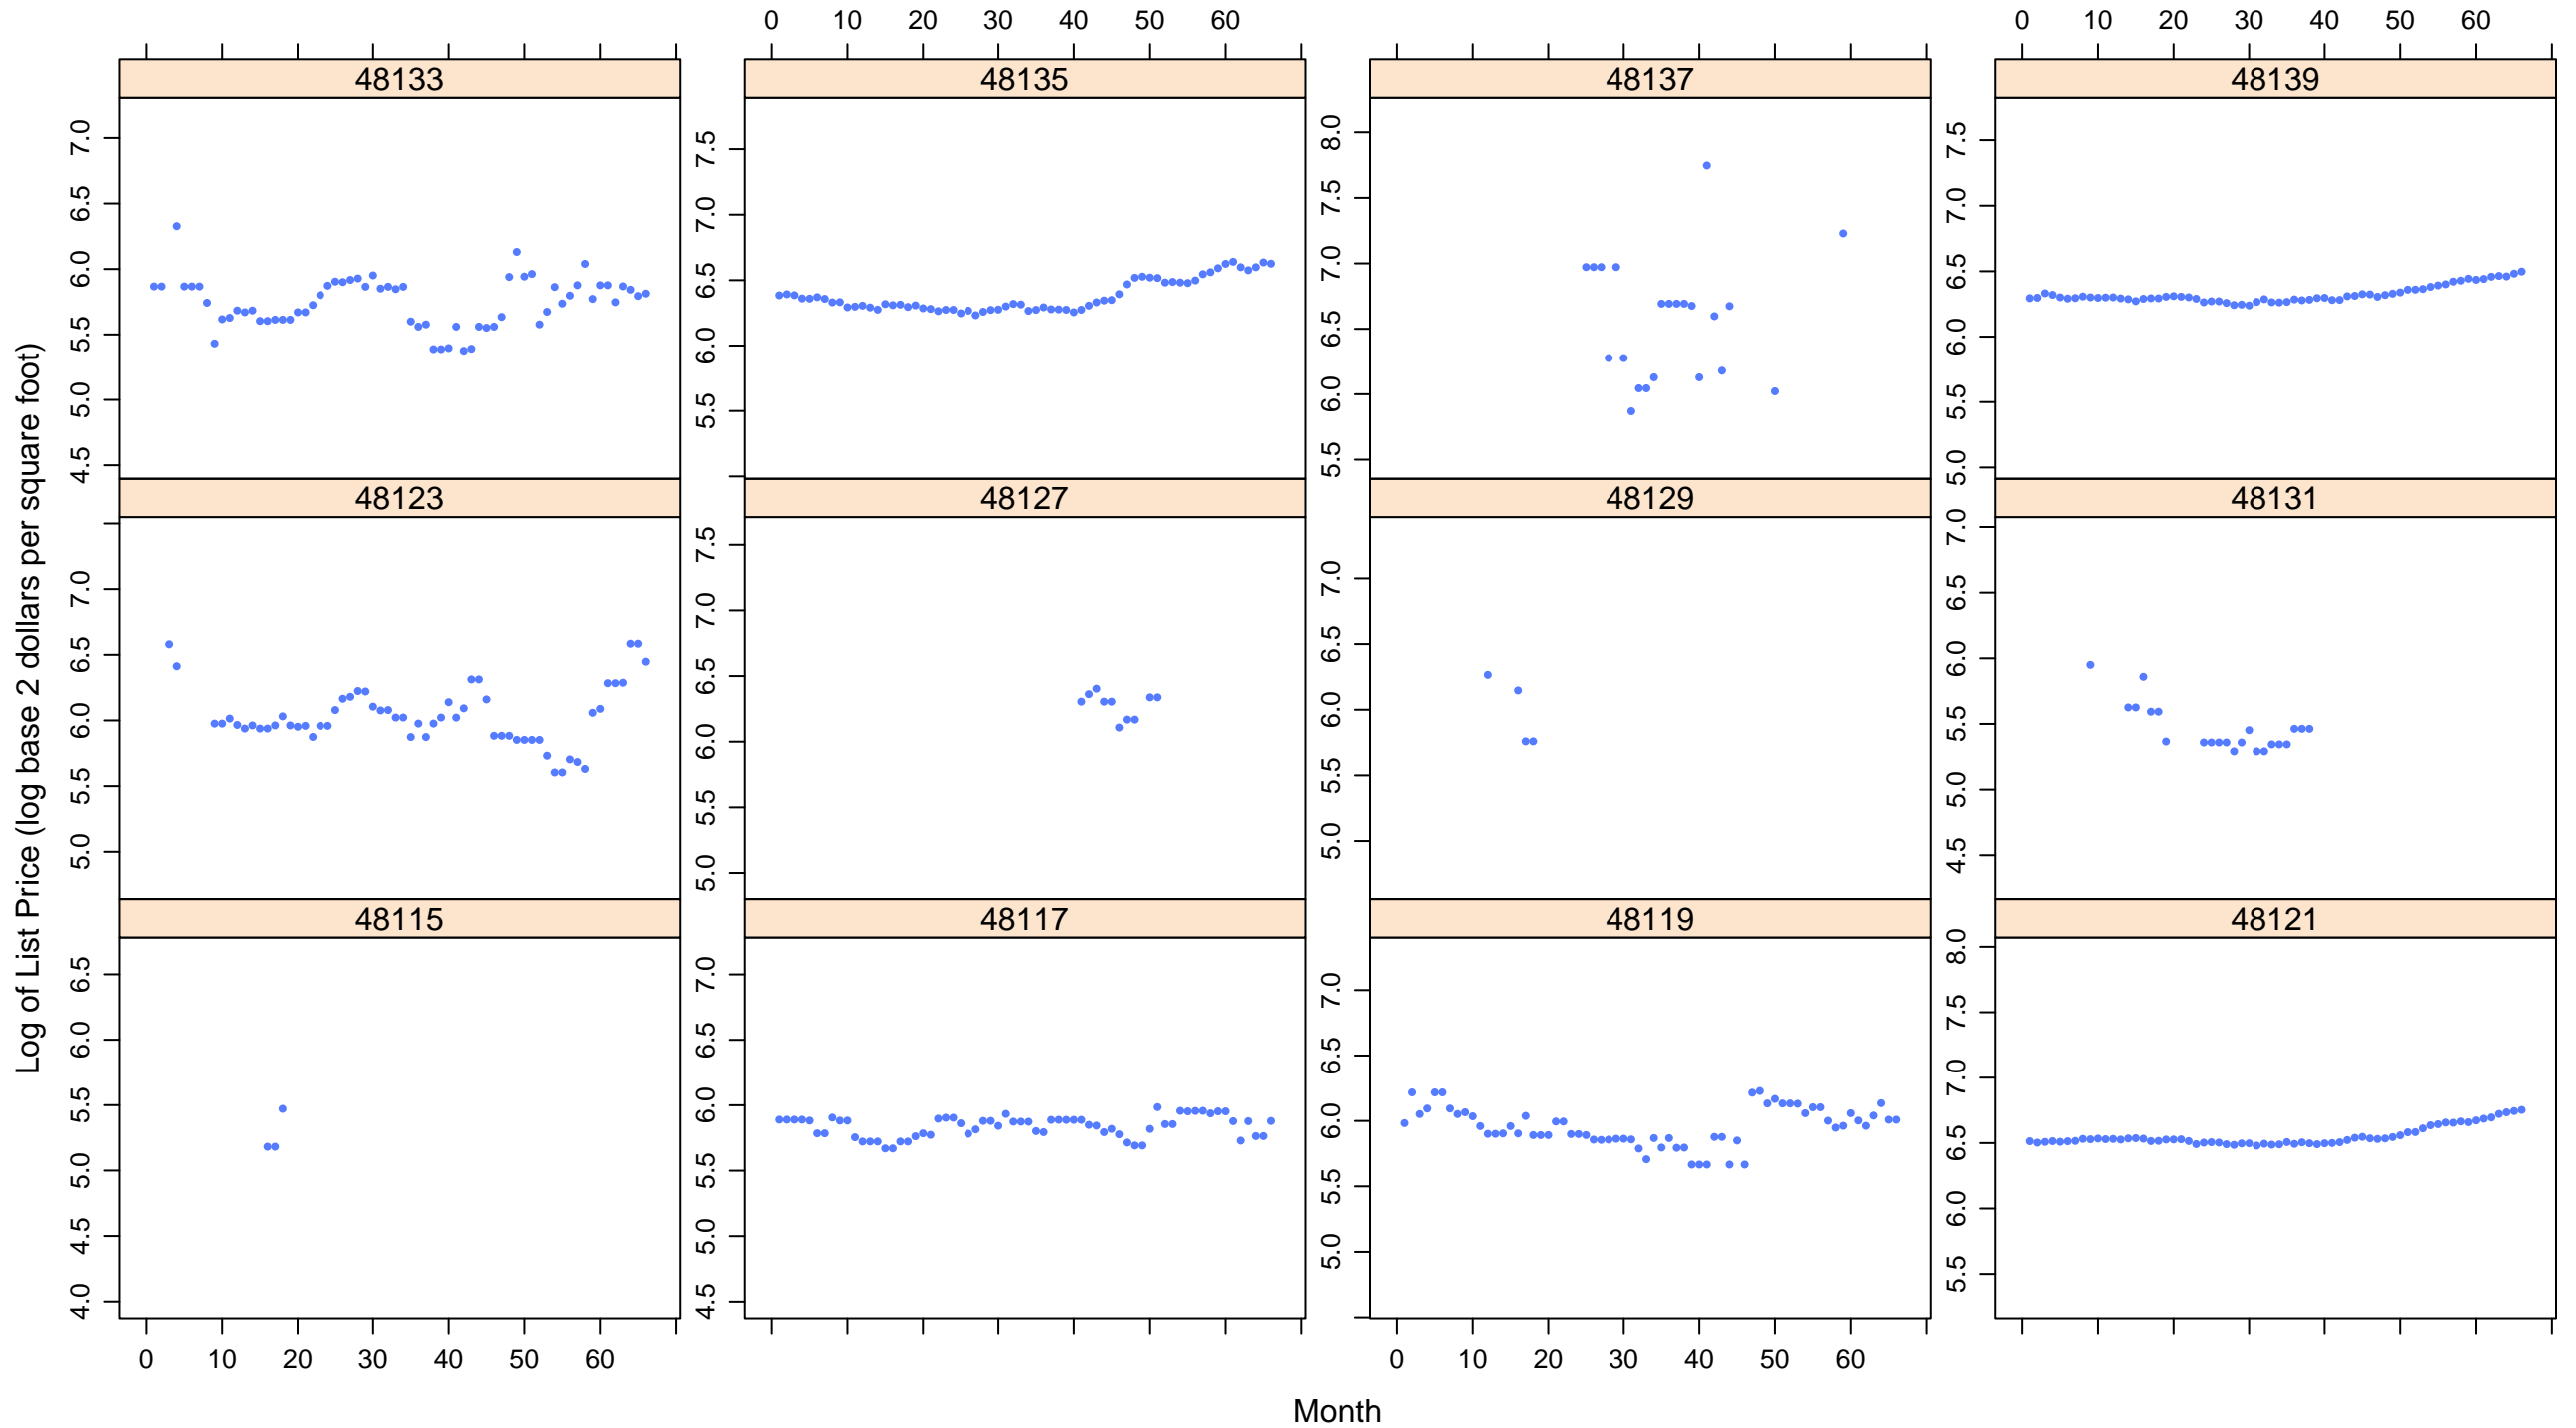 0 10 20 30 40 50 60
0 10 20 30 40 50 60
48133
48135
48137
48139
4.5 5.0 5.5 6.0 6.5 7.0
5.5 6.0 6.5 7.0 7.5
5.5 6.0 6.5 7.0 7.5 8.0
5.0 5.5 6.0 6.5 7.0 7.5
48123
48127
48129
48131
5.0 5.5 6.0 6.5 7.0
5.0 5.5 6.0 6.5 7.0 7.5
5.0 5.5 6.0 6.5 7.0
4.5 5.0 5.5 6.0 6.5 7.0
48115
48117
48119
48121
4.0 4.5 5.0 5.5 6.0 6.5
4.5 5.0 5.5 6.0 6.5 7.0
5.0 5.5 6.0 6.5 7.0
5.5 6.0 6.5 7.0 7.5 8.0
0 10 20 30 40 50 60
0 10 20 30 40 50 60
Log of List Price (log base 2 dollars per square foot)
Month